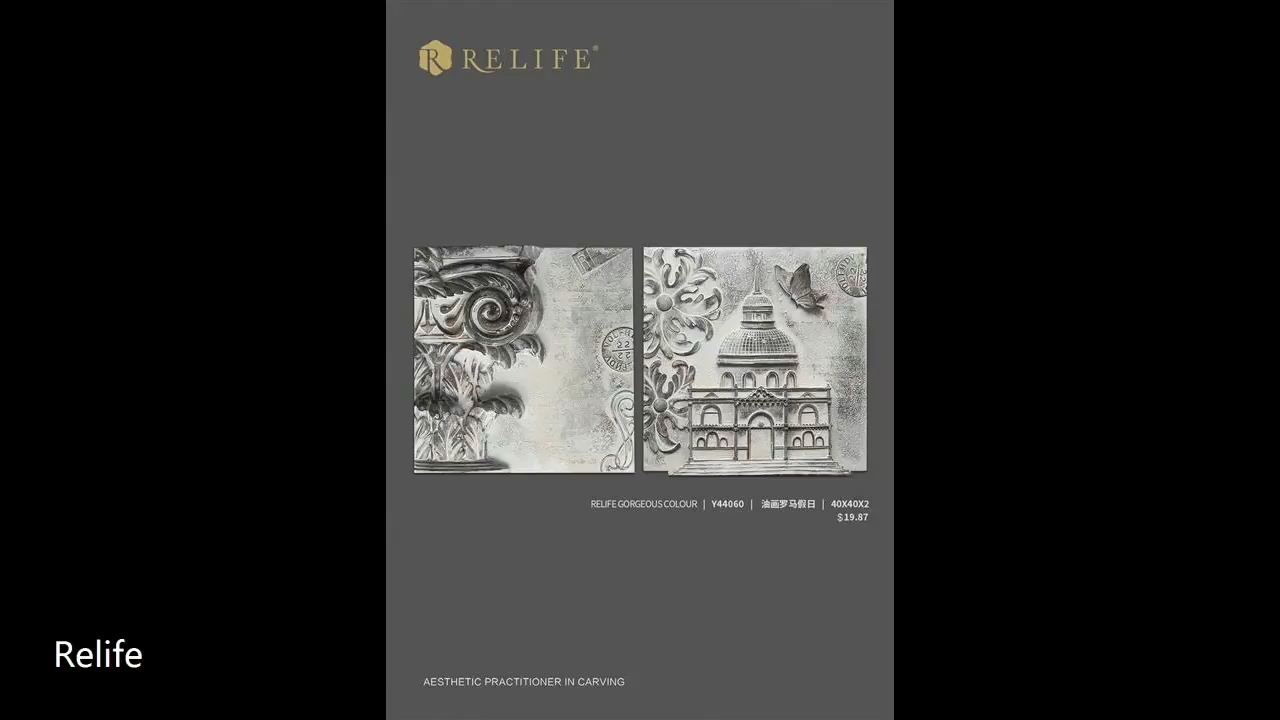 R RELIFE®
RELIFE GORGEOUS COLOUR | Y44060 | 油画罗马假日 | 40X40X2
$19.87
Relife
AESTHETIC PRACTITIONER IN CARVING